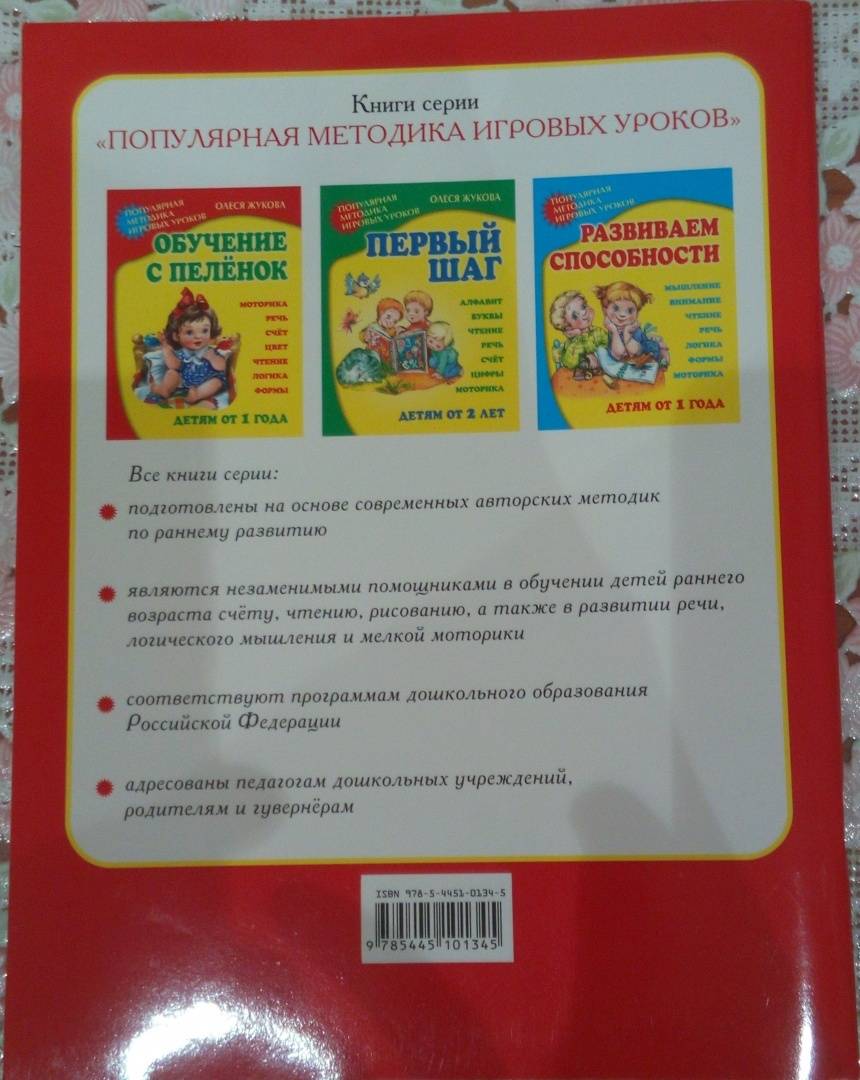 Книги серии
«ПОПУЛЯРНАЯ МЕТОДИКА ИГРОВЫХ УРОКОВ»
ПОПУЛЯРНАЯ
МЕТОДИКА
ИГРОВЫХ УРОКОВ
ОЛЕСЯ ЖУКОВА
ОБУЧЕНИЕ
С ПЕЛЁНОК
МОТОРИКА
РЕЧЬ
СЧЁТ
ЦВЕТ
ЧТЕНИЕ
ЛОГИКА
ФОРМЫ
ДЕТЯМ ОТ 1 ГОДА
ПОПУЛЯРНАЯ
МЕТОДИКА
ИГРОВЫХ УРОКОВ
ОЛЕСЯ ЖУКОВА
ПЕРВЫЙ
ШАГ
АЛФАВИТ
БУКВЫ
ЧТЕНИЕ
РЕЧЬ
СЧЁТ
ЦИФРЫ
МОТОРИКА
ДЕТЯМ ОТ 2 ЛЕТ
ПОПУЛЯРНАЯ
МЕТОДИКА
ИГРОВЫХ УРОКОВ
РАЗВИВАЕМ
СПОСОБНОСТИ
МЫШЛЕНИЕ
ВНИМАНИЕ
ЧТЕНИЕ
РЕЧЬ
ЛОГИКА
ФОРМЫ
МОТОРИКА
ДЕТЯМ ОТ 1 ГОДА
Все книги серии:
подготовлены на основе современных авторских методик
по раннему развитию
являются незаменимыми помощниками в обучении детей раннего
возраста счёту, чтению, рисованию, а также в развитии речи,
логического мышления и мелкой моторики
соответствуют программам дошкольного образования
Российской Федерации
адресованы педагогам дошкольных учреждений,
родителям и гувернёрам
ISBN 978-5-4451-0134-5
9 785445 101345